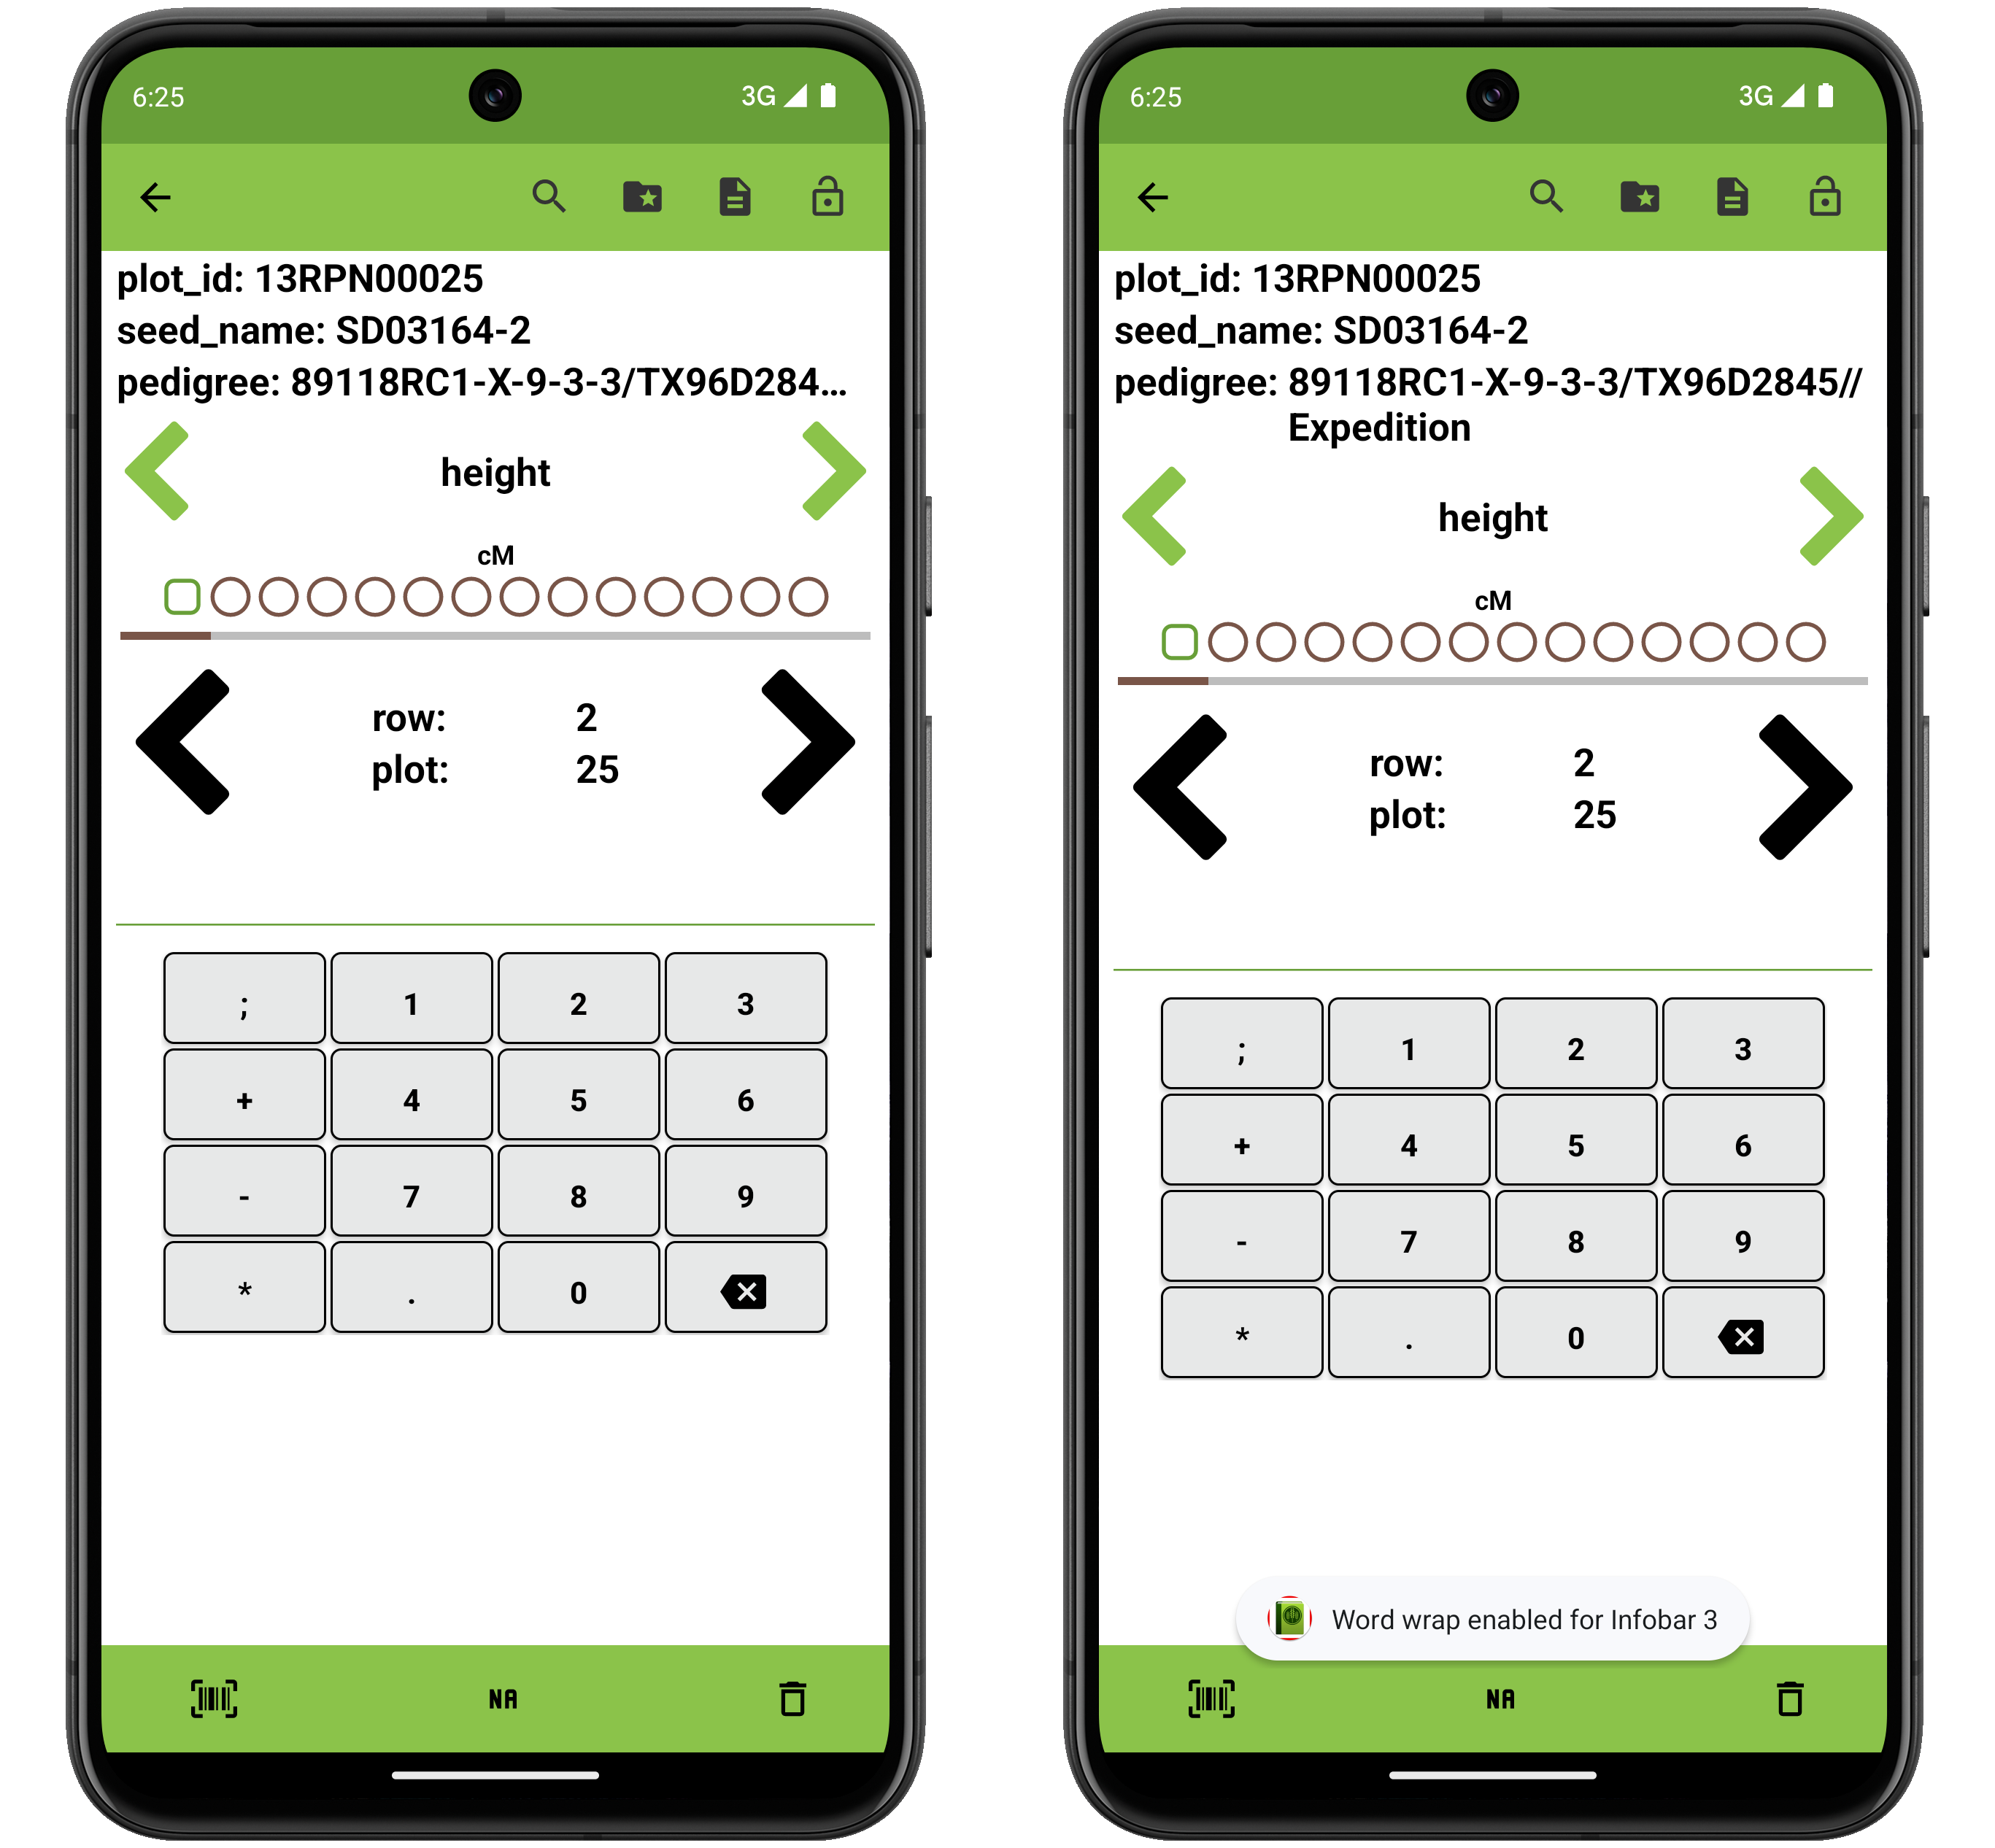 6:25
3G
plot_id: 13RPN00025
seed_name: SD03164-2
pedigree: 89118RC1-X-9-3-3/TX96D284...
height
cM
row: 2
plot: 25
; 1 2 3
+ 4 5 6
- 7 8 9
* . 0
NA
6:25
3G
plot_id: 13RPN00025
seed_name: SD03164-2
pedigree: 89118RC1-X-9-3-3/TX96D2845//
Expedition
height
cM
row: 2
plot: 25
; 1 2 3
+ 4 5 6
- 7 8 9
* . 0
Word wrap enabled for Infobar 3
NA